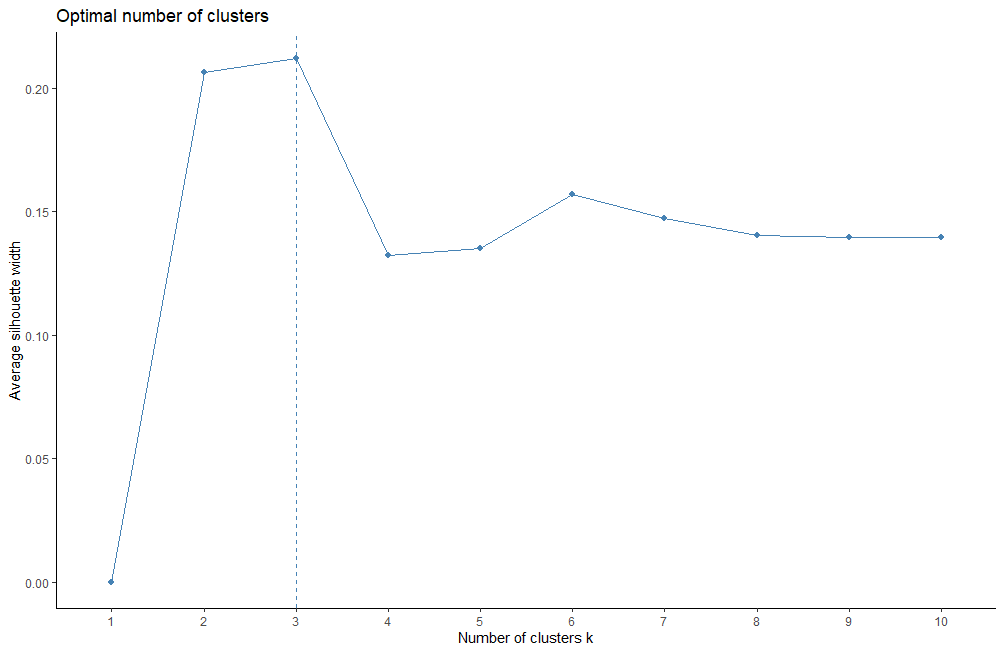 Optimal number of clusters
Average silhouette width
0.20
0.15
0.10
0.05
0.00
1 2 3 4 5 6 7 8 9 10
Number of clusters k